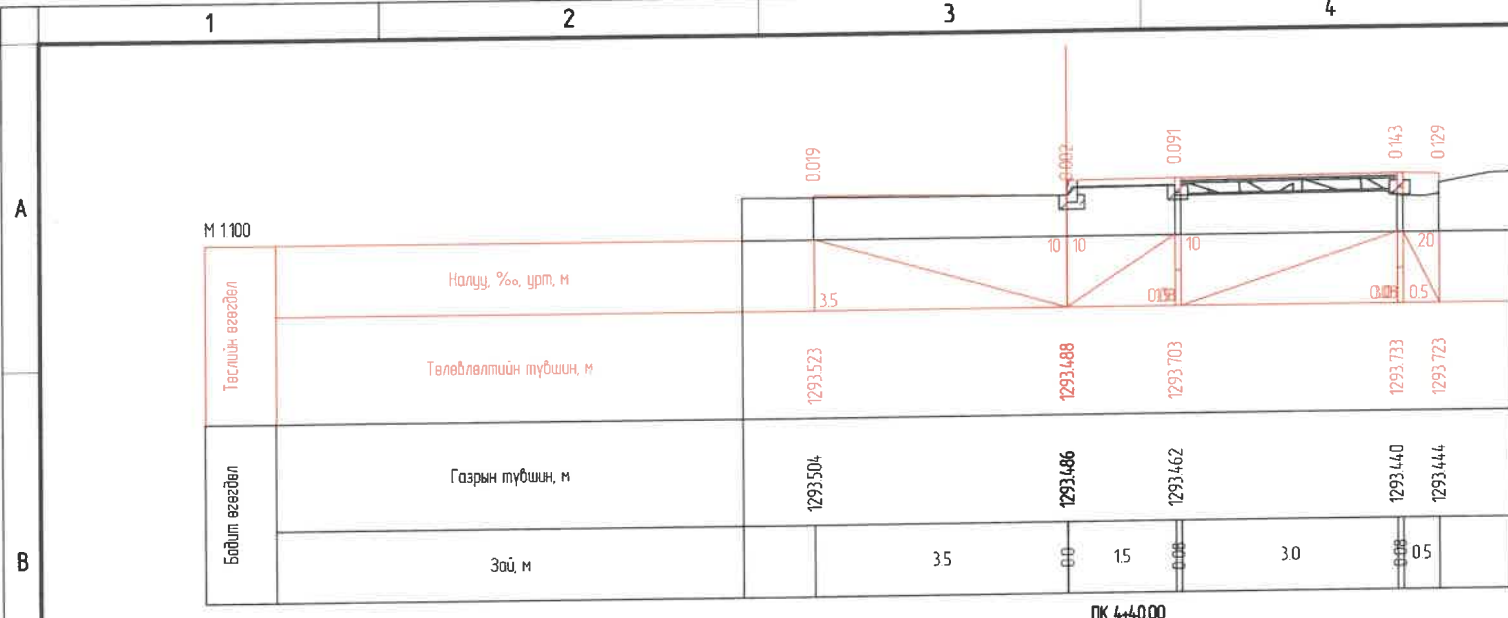 1 2 3 4
A
0.019 0.002 0.091 0.143 0.129
М 1:100
Төслийн өгөгдөл
Налуу, ‰, урт, м
10 10 10 20
3.5 0.5
Төлөвлөлтийн түвшин, м
1293.523 1293.488 1293.703 1293.733 1293.723
Бодит өгөгдөл
Газрын түвшин, м
1293.504 1293.486 1293.462 1293.440 1293.444
B
Зай, м
3.5 0.0 1.5 0.08 3.0 0.08 0.5
ПК 4+40.00